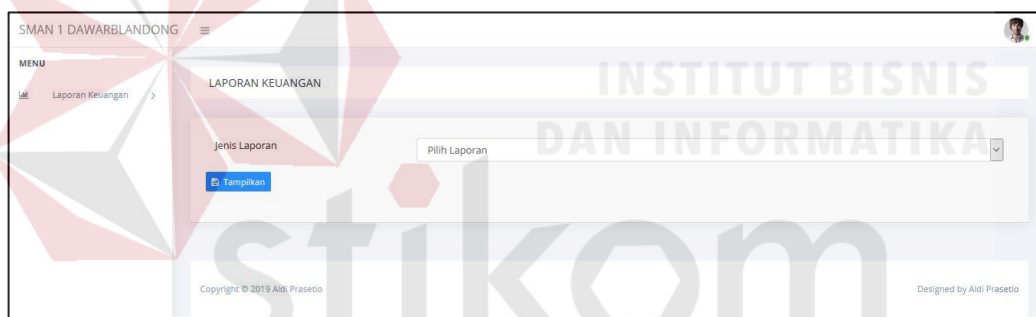 SMAN 1 DAWARBLANDONG
MENU
Laporan Keuangan
LAPORAN KEUANGAN
INSTITUT BISNIS
DAN INFORMATIKA
Jenis Laporan
Pilih Laporan
Tampilkan
stikom
Copyright © 2019 Aldi Prasetio
Designed by Aldi Prasetio